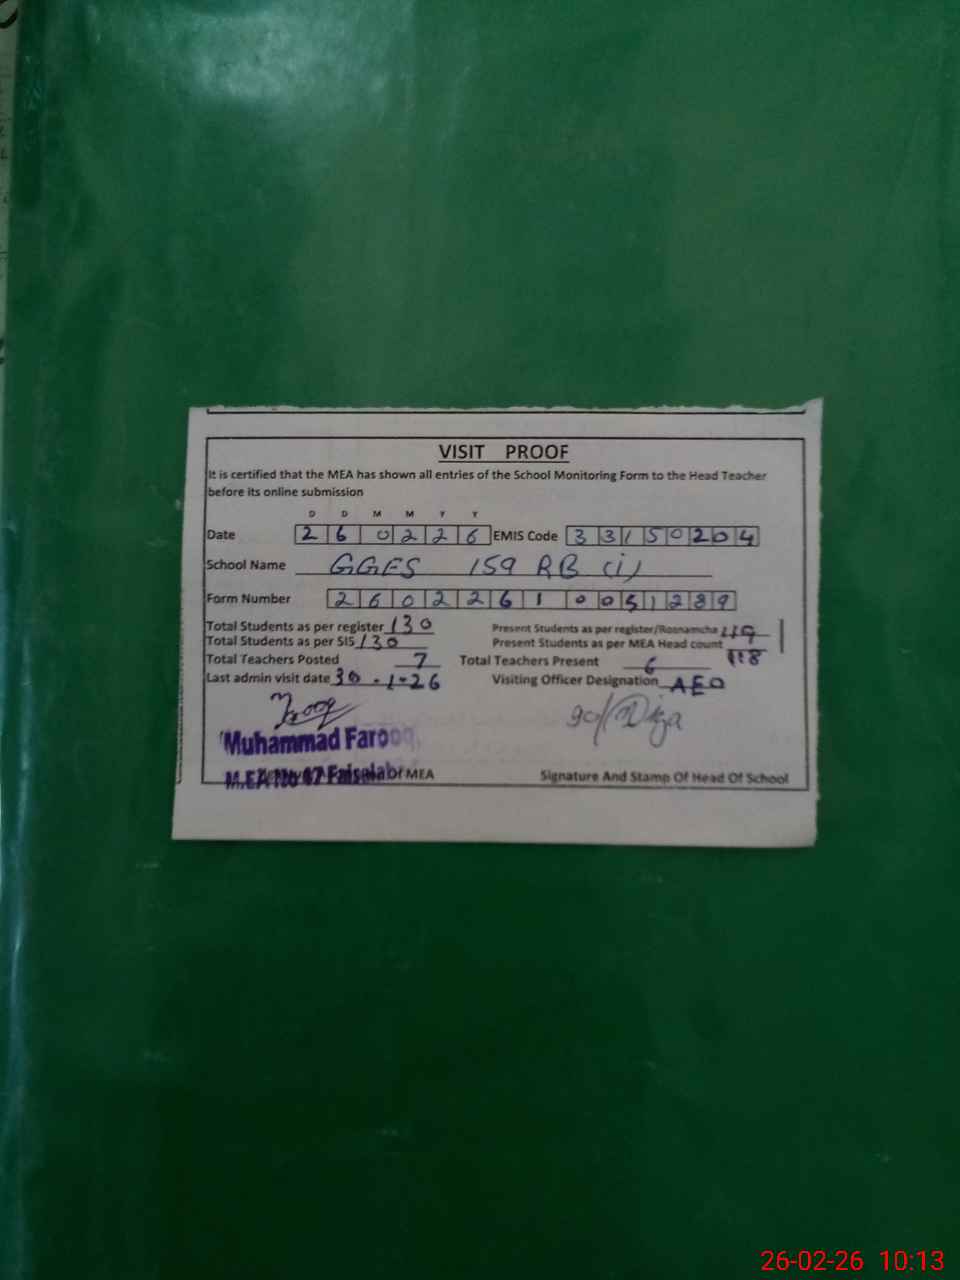 VISIT PROOF
It is certified that the MEA has shown all entries of the School Monitoring Form to the Head Teacher
before its online submission
D D M M Y Y
Date 2 6 0 2 2 6 EMIS Code 3 3 1 5 0 2 0 4
School Name GGES 159 RB (i)
Form Number 2 6 0 2 2 6 1 0 0 5 1 2 8 9
Total Students as per register 130 Present Students as per register/Rosnamcha 119
Total Students as per SIS 130 Present Students as per MEA Head count 118
Total Teachers Posted 7 Total Teachers Present 6
Last admin visit date 30.1.26 Visiting Officer Designation AEO
Muhammad Farooq,
M.EA No 67 Of MEA Signature And Stamp Of Head Of School
26-02-26 10:13